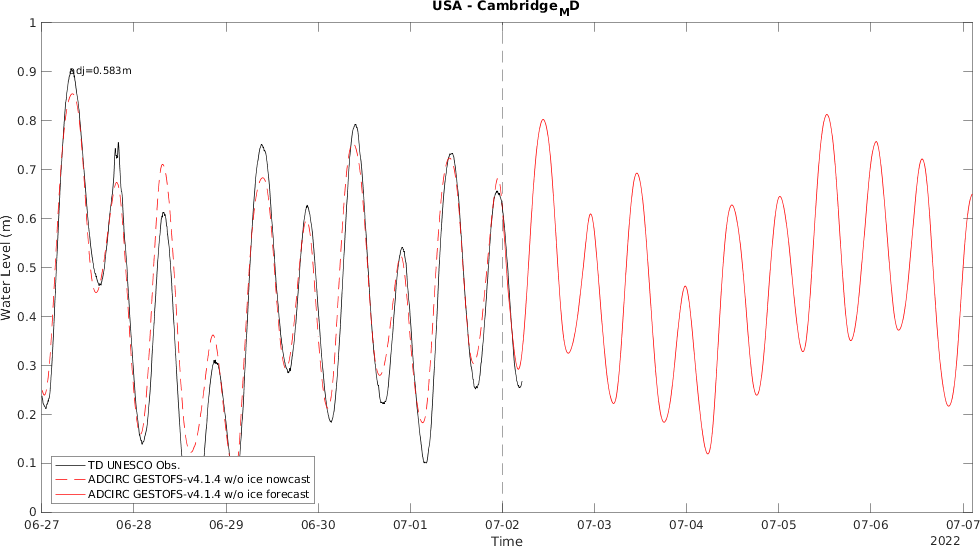 USA - Cambridge_MD
adj=0.583m
1
0.9
0.8
0.7
0.6
0.5
0.4
0.3
0.2
0.1
0
Water Level (m)
TD UNESCO Obs.
ADCIRC GESTOFS-v4.1.4 w/o ice nowcast
ADCIRC GESTOFS-v4.1.4 w/o ice forecast
06-27 06-28 06-29 06-30 07-01 07-02 07-03 07-04 07-05 07-06 07-07
Time
2022